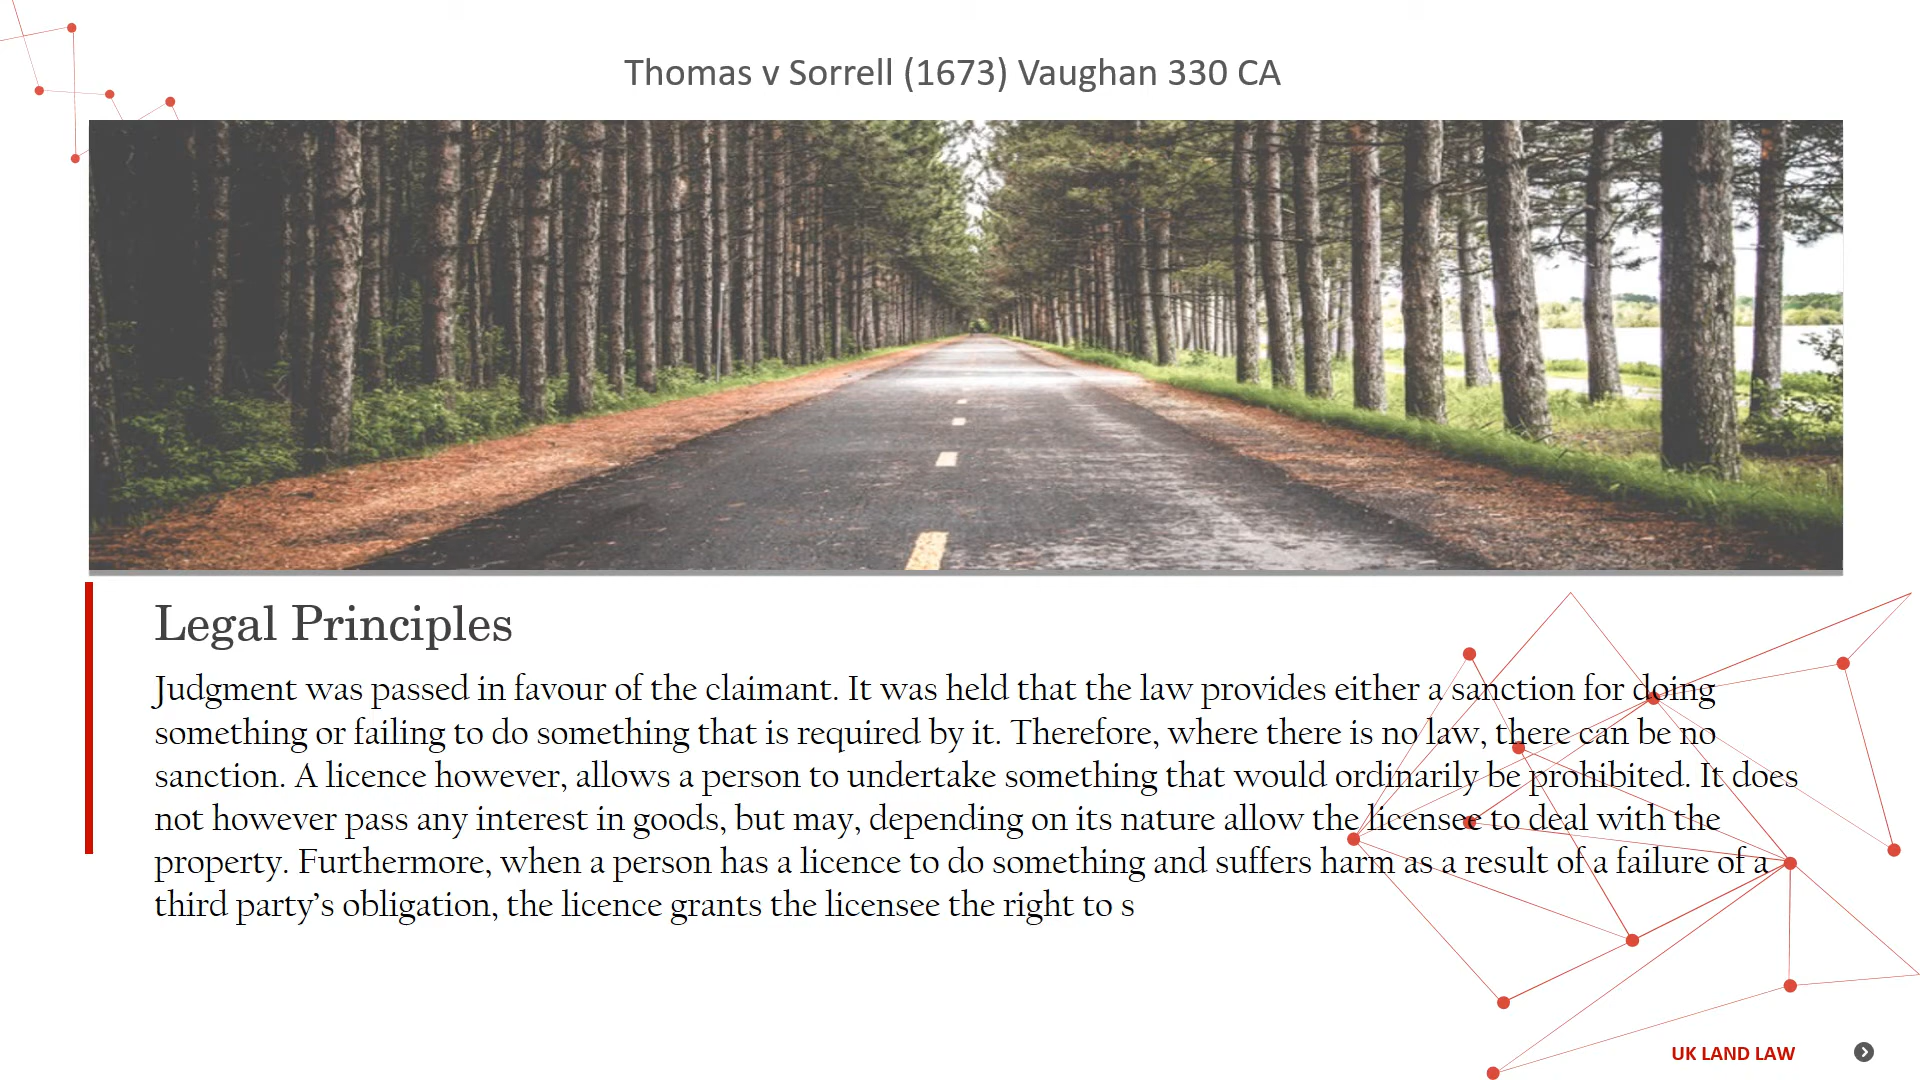 Thomas v Sorrell (1673) Vaughan 330 CA
Legal Principles
Judgment was passed in favour of the claimant. It was held that the law provides either a sanction for doing
something or failing to do something that is required by it. Therefore, where there is no law, there can be no
sanction. A licence however, allows a person to undertake something that would ordinarily be prohibited. It does
not however pass any interest in goods, but may, depending on its nature allow the licensee to deal with the
property. Furthermore, when a person has a licence to do something and suffers harm as a result of a failure of a
third party’s obligation, the licence grants the licensee the right to s
UK LAND LAW